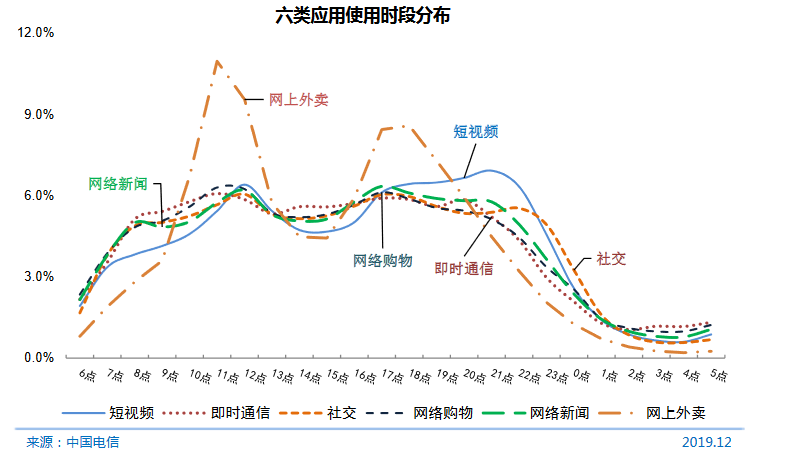 六类应用使用时段分布
12.0%
9.0%
6.0%
3.0%
0.0%
网上外卖
短视频
网络新闻
网络购物
即时通信
社交
6点 7点 8点 9点 10点 11点 12点 13点 14点 15点 16点 17点 18点 19点 20点 21点 22点 23点 0点 1点 2点 3点 4点 5点
短视频 即时通信 社交 网络购物 网络新闻 网上外卖
来源：中国电信 2019.12